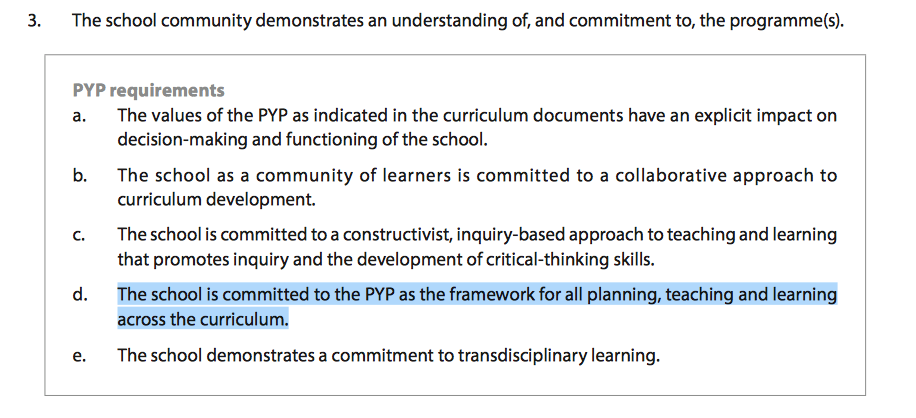 3. The school community demonstrates an understanding of, and commitment to, the programme(s).
PYP requirements
a. The values of the PYP as indicated in the curriculum documents have an explicit impact on
decision-making and functioning of the school.
b. The school as a community of learners is committed to a collaborative approach to
curriculum development.
c. The school is committed to a constructivist, inquiry-based approach to teaching and learning
that promotes inquiry and the development of critical-thinking skills.
d. The school is committed to the PYP as the framework for all planning, teaching and learning
across the curriculum.
e. The school demonstrates a commitment to transdisciplinary learning.